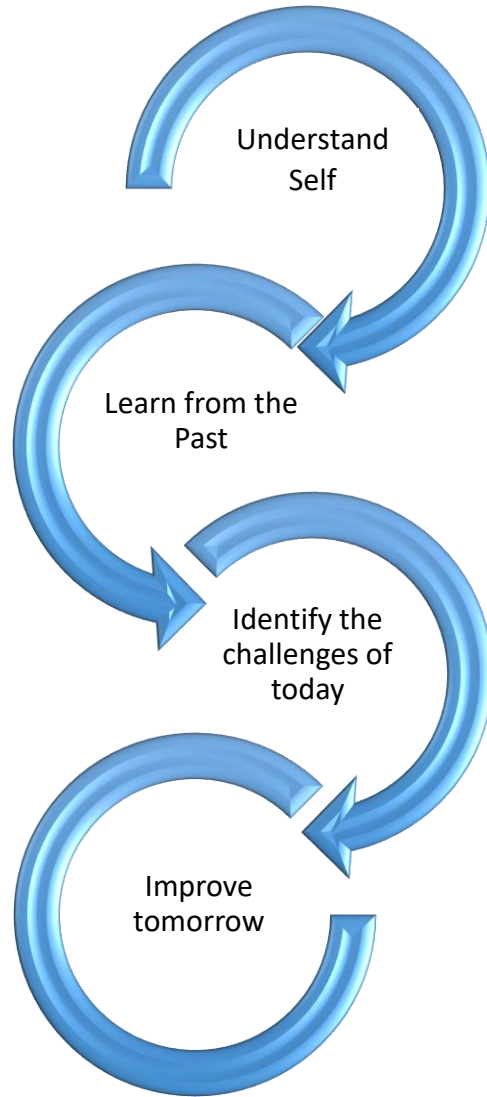 Understand
Self
Learn from the
Past
Identify the
challenges of
today
Improve
tomorrow